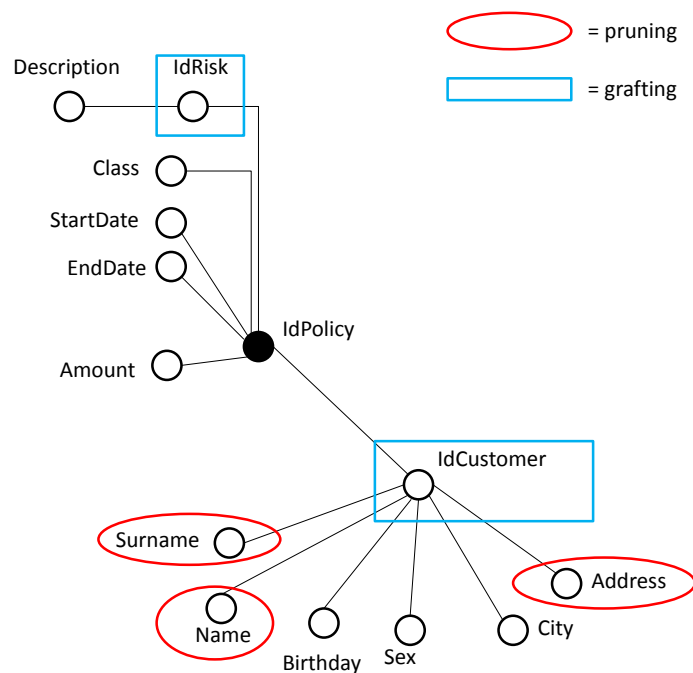 = pruning
Description
IdRisk
= grafting
Class
StartDate
EndDate
IdPolicy
Amount
IdCustomer
Surname
Address
Name
City
Birthday
Sex